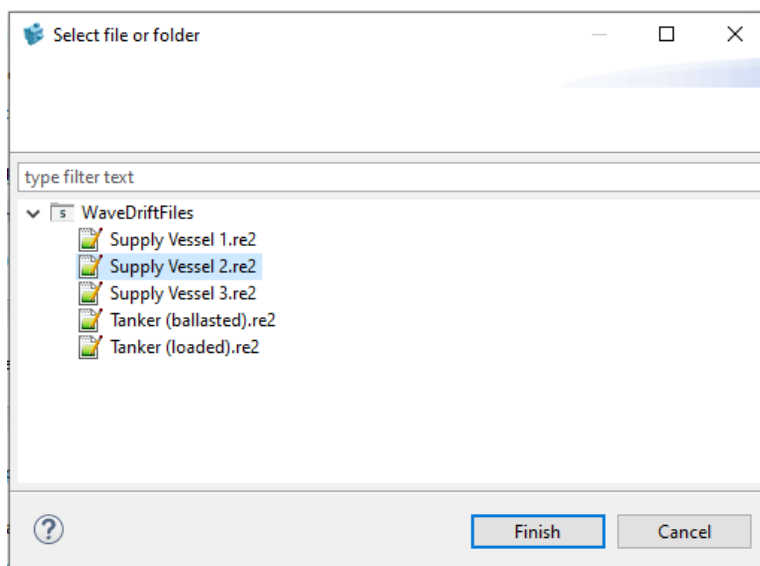 Select file or folder
type filter text
WaveDriftFiles
Supply Vessel 1.re2
Supply Vessel 2.re2
Supply Vessel 3.re2
Tanker (ballasted).re2
Tanker (loaded).re2
Finish Cancel